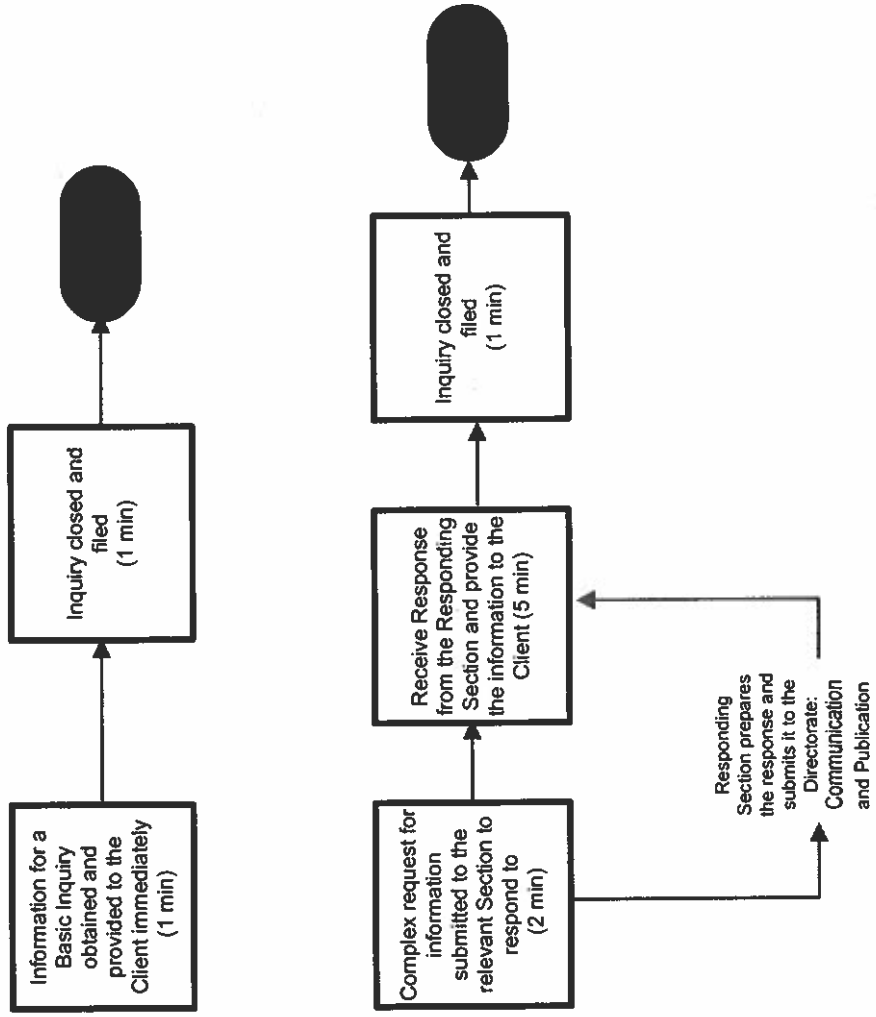 Information for a
Basic Inquiry
obtained and
provided to the
Client immediately
(1 min)
Inquiry closed and
filed
(1 min)
Complex request for
information
submitted to the
relevant Section to
respond to
(2 min)
Receive Response
from the Responding
Section and provide
the information to the
Client (5 min)
Inquiry closed and
filed
(1 min)
Responding
Section prepares
the response and
submits it to the
Directorate:
Communication
and Publication